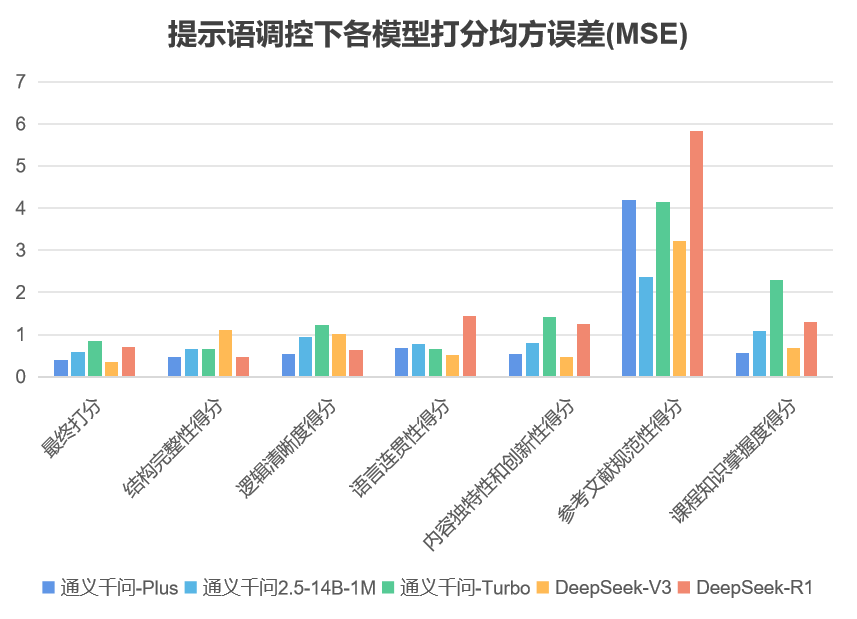 提示语调控下各模型打分均方误差(MSE)
7
6
5
4
3
2
1
0
最终打分
结构完整性得分
逻辑清晰度得分
语言连贯性得分
内容独特性和创新性得分
参考文献规范性得分
课程知识掌握度得分
通义千问-Plus 通义千问2.5-14B-1M 通义千问-Turbo DeepSeek-V3 DeepSeek-R1